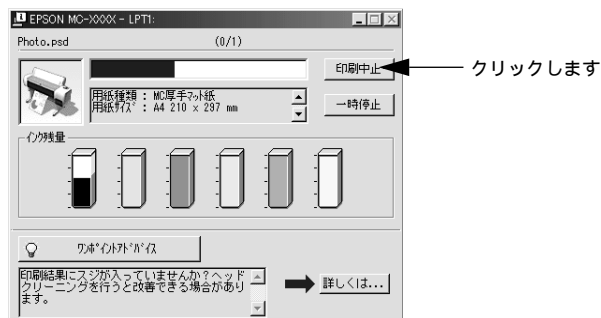 EPSON MC-XXXX - LPT1:
Photo.psd (0/1)
印刷中止
クリックします
用紙種類 : MC厚手マット紙
用紙サイズ : A4 210 x 297 mm
一時停止
インク残量
ワンポイントアドバイス
印刷結果にスジが入っていませんか?ヘッド
クリーニングを行うと改善できる場合があり
ます。
詳しくは...